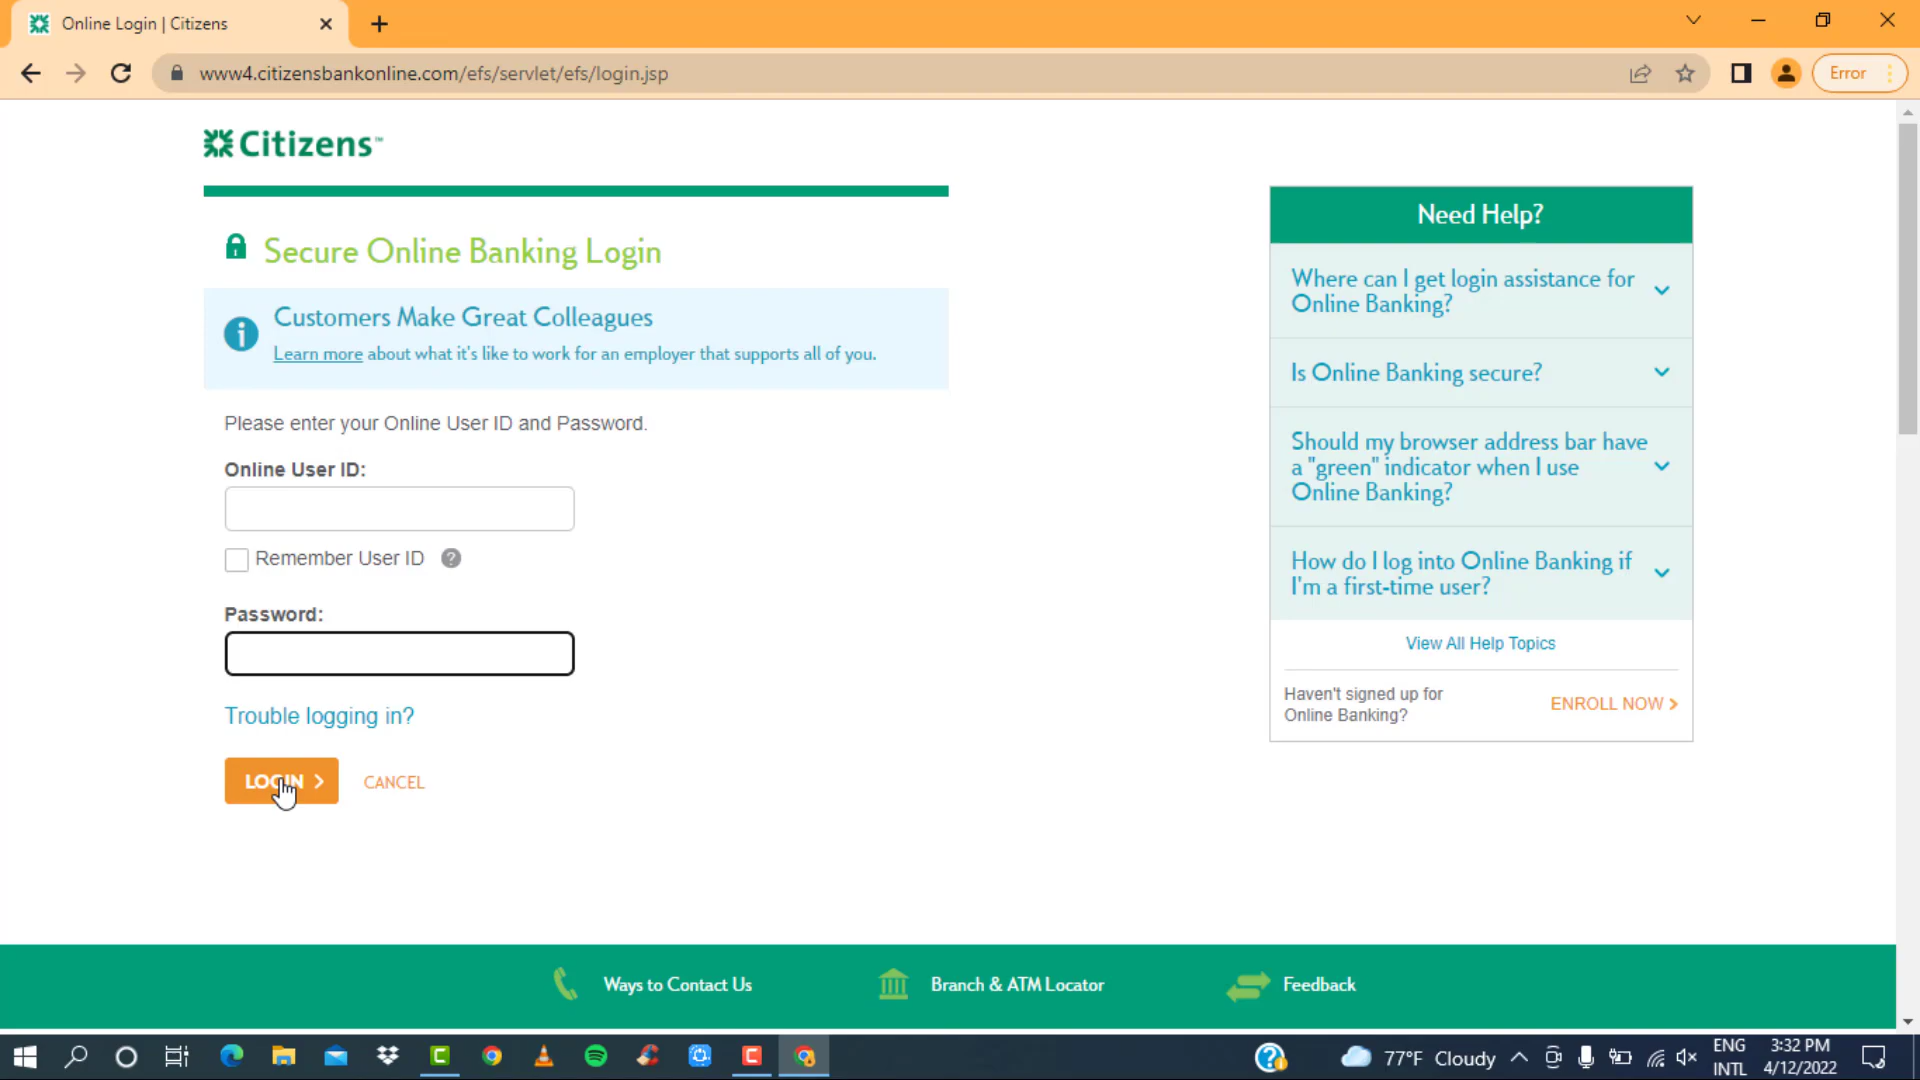 Online Login | Citizens
www4.citizensbankonline.com/efs/servlet/efs/login.jsp
Error
Citizens™
Secure Online Banking Login
Customers Make Great Colleagues
Learn more about what it's like to work for an employer that supports all of you.
Please enter your Online User ID and Password.
Online User ID:
Remember User ID ?
Password:
Trouble logging in?
LOGIN
CANCEL
Need Help?
Where can I get login assistance for
Online Banking?
Is Online Banking secure?
Should my browser address bar have
a "green" indicator when I use
Online Banking?
How do I log into Online Banking if
I'm a first-time user?
View All Help Topics
Haven't signed up for
Online Banking?
ENROLL NOW
Ways to Contact Us
Branch & ATM Locator
Feedback
77°F Cloudy
ENG
INTL
3:32 PM
4/12/2022